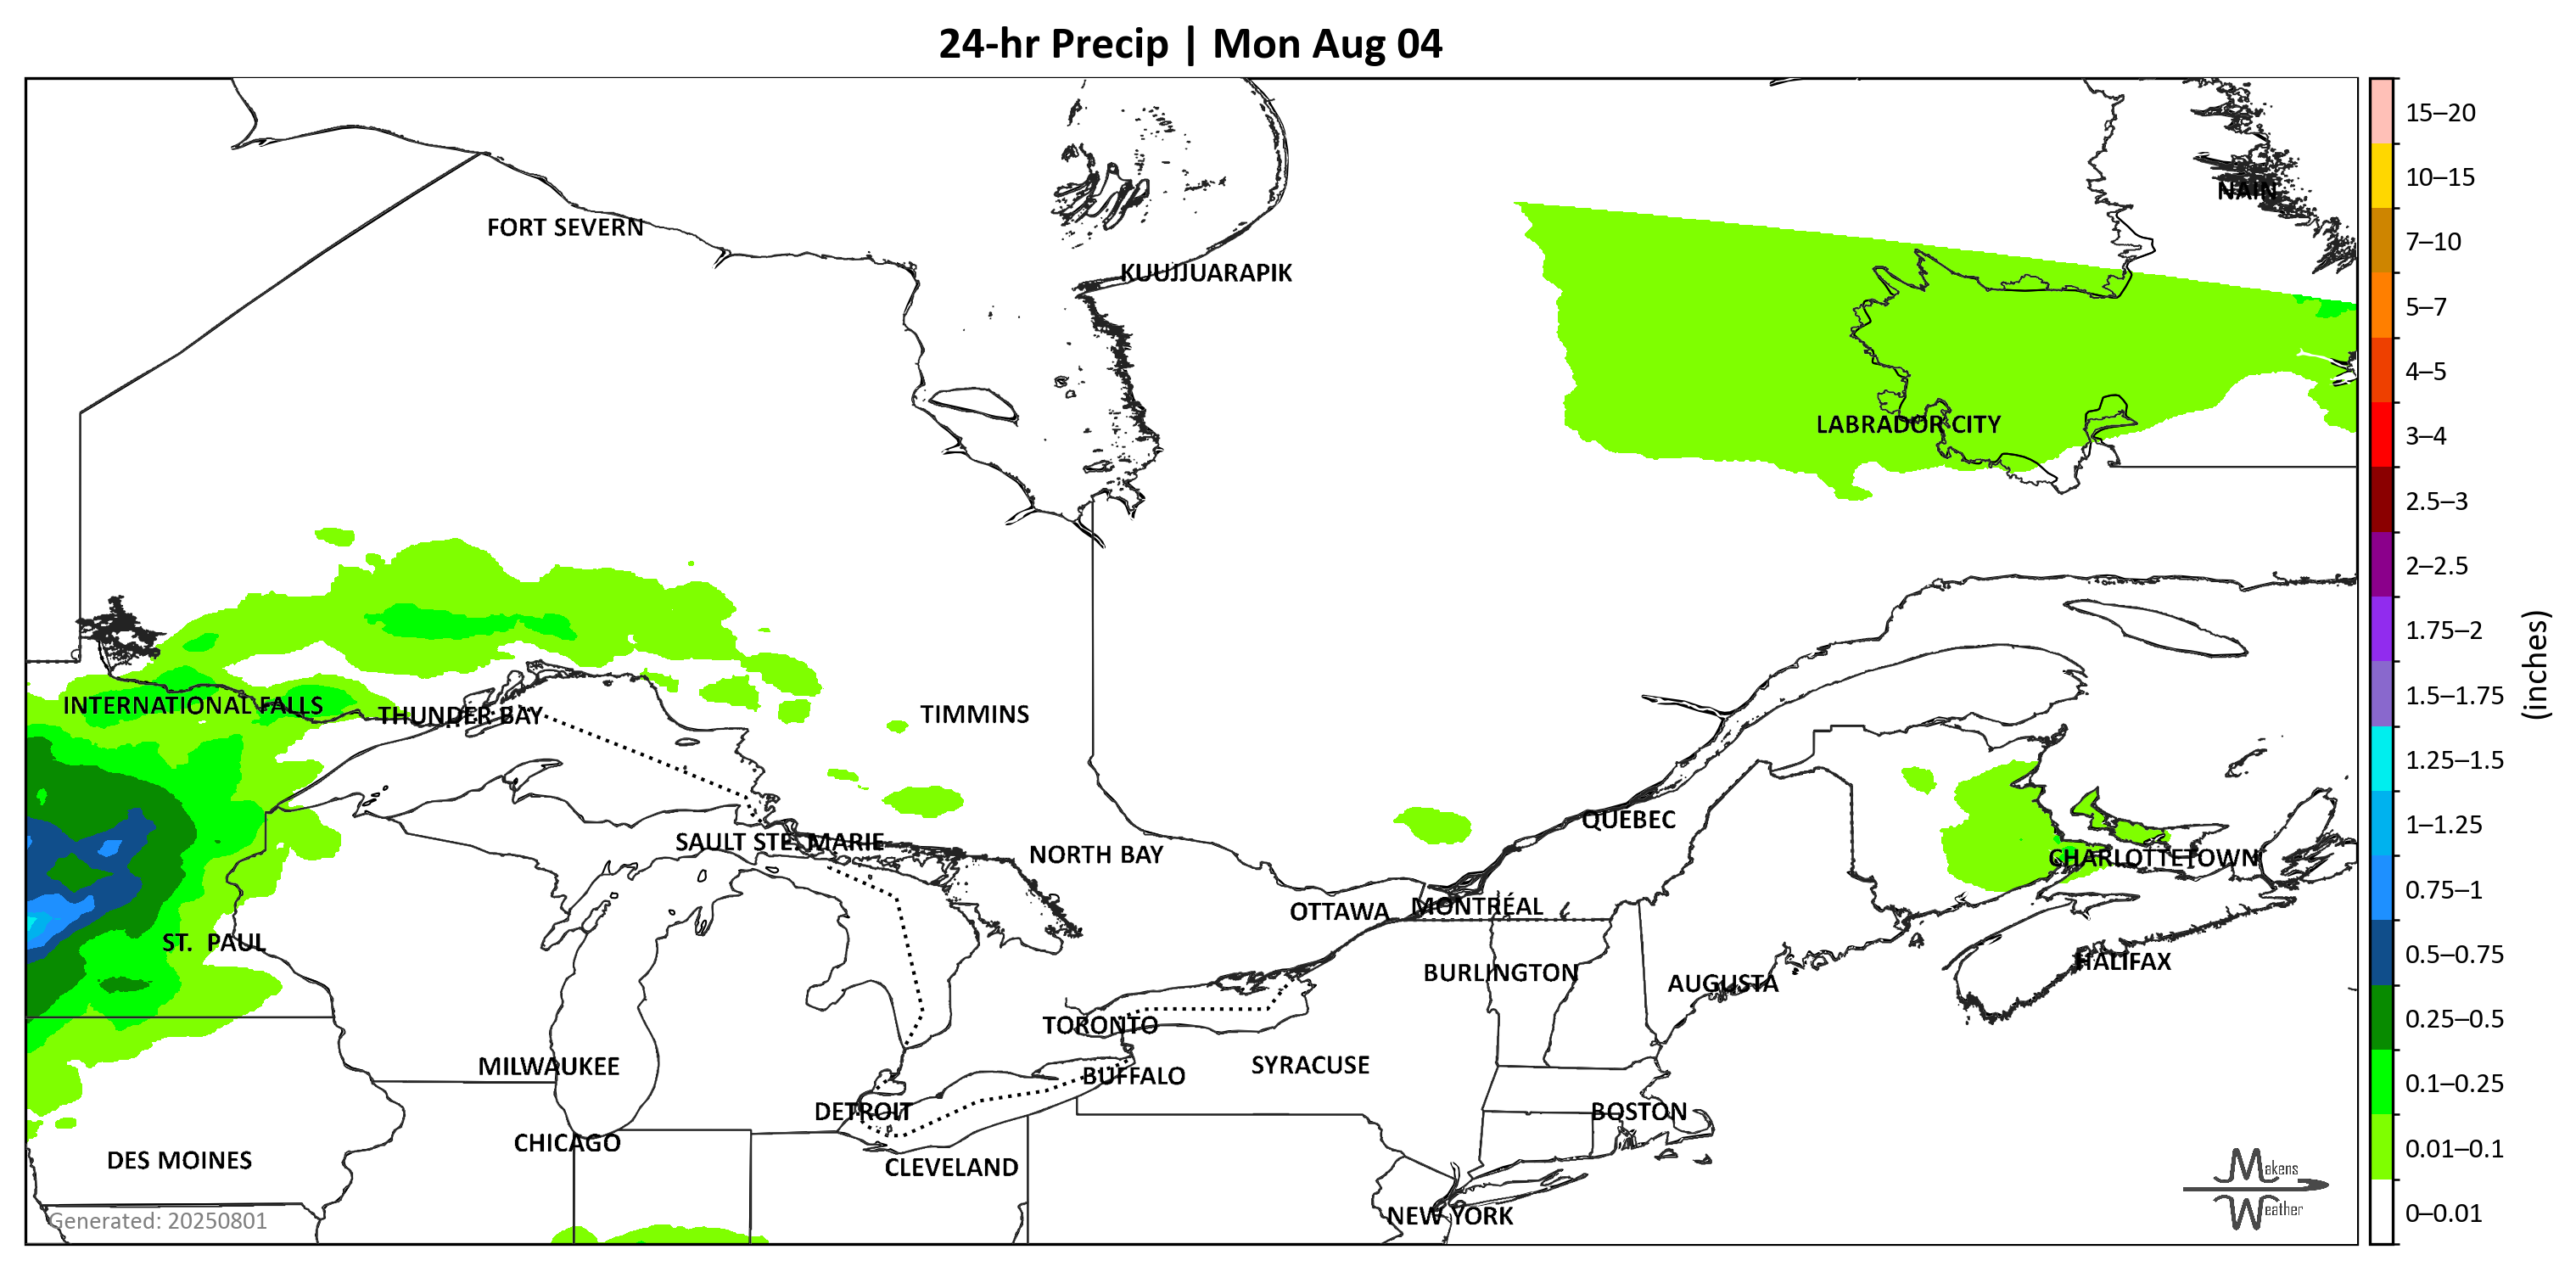 24-hr Precip | Mon Aug 04
15–20
10–15
7–10
5–7
4–5
3–4
2.5–3
2–2.5
1.75–2
1.5–1.75
1.25–1.5
1–1.25
0.75–1
0.5–0.75
0.25–0.5
0.1–0.25
0.01–0.1
0–0.01
(inches)
NAIN
FORT SEVERN
KUUJJUARAPIK
LABRADOR CITY
INTERNATIONAL FALLS
THUNDER BAY
TIMMINS
QUÉBEC
SAULT STE. MARIE
NORTH BAY
CHARLOTTETOWN
OTTAWA
MONTRÉAL
ST. PAUL
HALIFAX
BURLINGTON
AUGUSTA
TORONTO
MILWAUKEE
SYRACUSE
BUFFALO
DETROIT
BOSTON
CHICAGO
DES MOINES
CLEVELAND
NEW YORK
Generated: 20250801
Makens
Weather